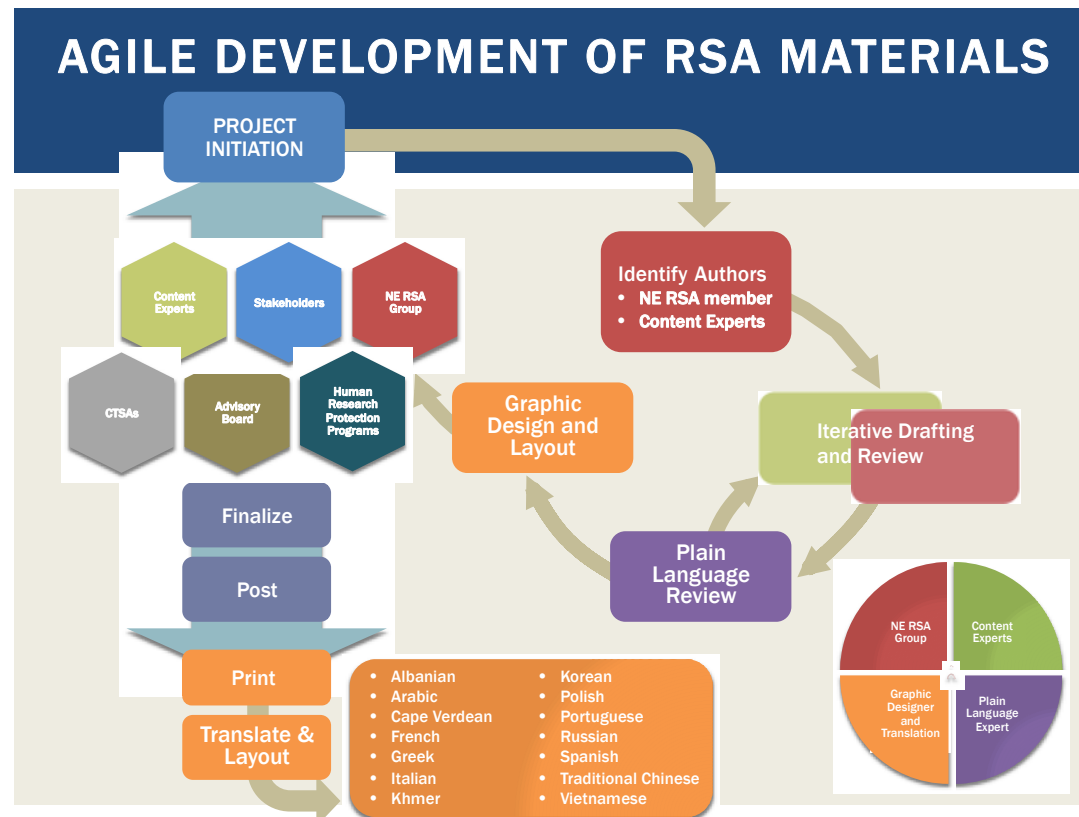 AGILE DEVELOPMENT OF RSA MATERIALS
PROJECT
INITIATION
Identify Authors
• NE RSA member
• Content Experts
Content
Experts
Stakeholders
NE RSA
Group
CTSAs
Advisory
Board
Human
Research
Protection
Programs
Graphic
Design and
Layout
Iterative Drafting
and Review
Plain
Language
Review
Finalize
Post
Print
Translate &
Layout
• Albanian
• Arabic
• Cape Verdean
• French
• Greek
• Italian
• Khmer
• Korean
• Polish
• Portuguese
• Russian
• Spanish
• Traditional Chinese
• Vietnamese
NE RSA
Group
Content
Experts
Graphic
Designer
and
Translation
Plain
Language
Expert